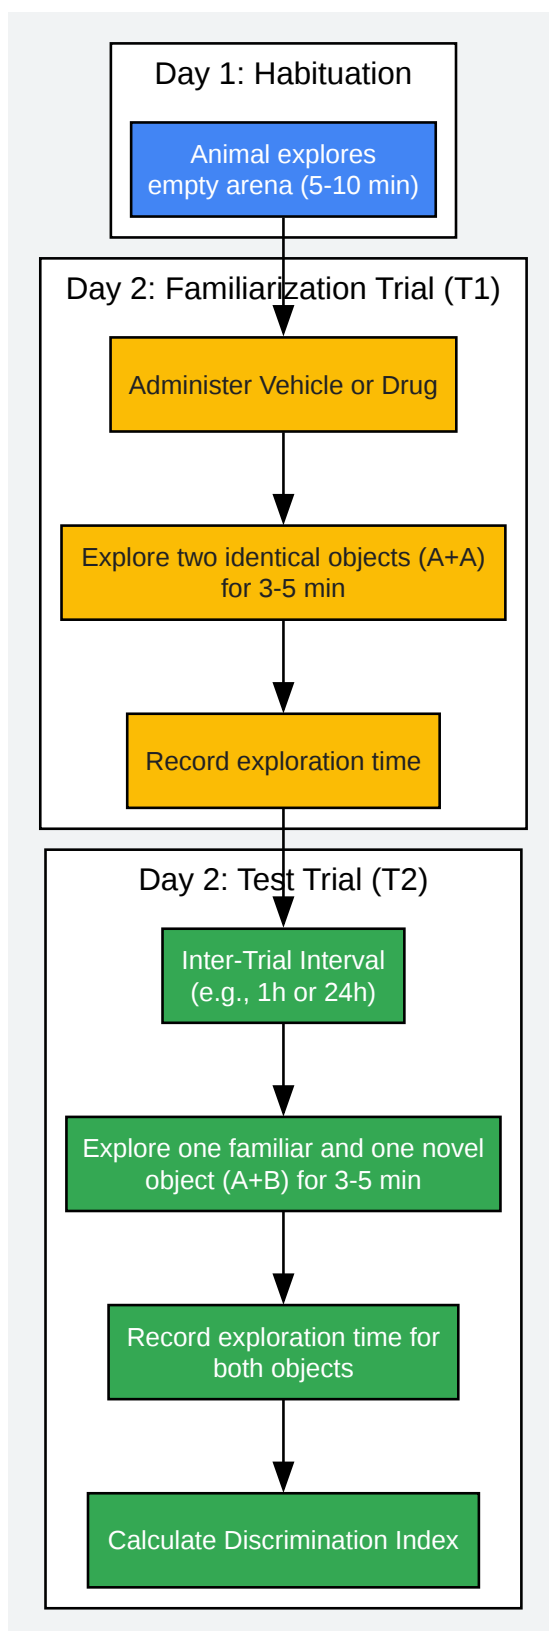 Day 1: Habituation
Animal explores
empty arena (5-10 min)
Day 2: Familiarization Trial (T1)
Administer Vehicle or Drug
Explore two identical objects (A+A)
for 3-5 min
Record exploration time
Day 2: Test Trial (T2)
Inter-Trial Interval
(e.g., 1h or 24h)
Explore one familiar and one novel
object (A+B) for 3-5 min
Record exploration time for
both objects
Calculate Discrimination Index